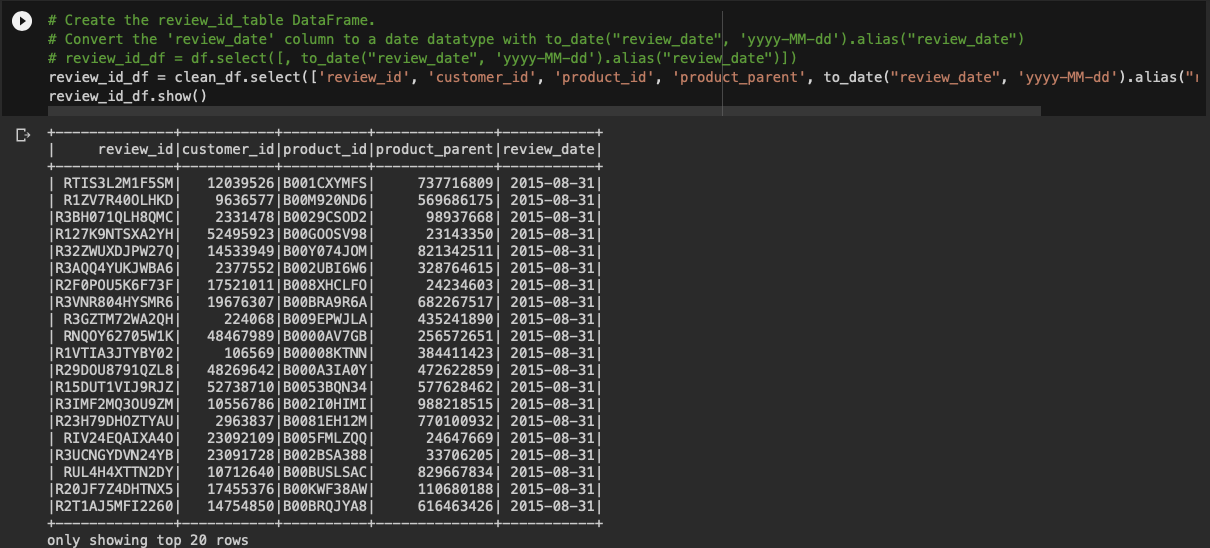 # Create the review_id_table DataFrame.
# Convert the 'review_date' column to a date datatype with to_date("review_date", 'yyyy-MM-dd').alias("review_date")
# review_id_df = df.select([, to_date("review_date", 'yyyy-MM-dd').alias("review_date")])
review_id_df = clean_df.select(['review_id', 'customer_id', 'product_id', 'product_parent', to_date("review_date", 'yyyy-MM-dd').alias("r
review_id_df.show()
+--------------+-----------+----------+--------------+-----------+
|     review_id|customer_id|product_id|product_parent|review_date|
+--------------+-----------+----------+--------------+-----------+
| RTIS3L2M1F5SM|   12039526|B001CXYMFS|     737716809| 2015-08-31|
| R1ZV7R40OLHKD|    9636577|B00M920ND6|     569686175| 2015-08-31|
|R3BH071QLH8QMC|    2331478|B0029CSOD2|      98937668| 2015-08-31|
|R127K9NTSXA2YH|   52495923|B00GOOSV98|      23143350| 2015-08-31|
|R32ZWUXDJPW27Q|   14533949|B00Y074JOM|     821342511| 2015-08-31|
|R3AQQ4YUKJWBA6|    2377552|B002UBI6W6|     328764615| 2015-08-31|
|R2F0POU5K6F73F|   17521011|B008XHCLFO|      24234603| 2015-08-31|
|R3VNR804HYSMR6|   19676307|B00BRA9R6A|     682267517| 2015-08-31|
| R3GZTM72WA2QH|     224068|B009EPWJLA|     435241890| 2015-08-31|
| RNQOY62705W1K|   48467989|B0000AV7GB|     256572651| 2015-08-31|
|R1VTIA3JTYBY02|     106569|B00008KTNN|     384411423| 2015-08-31|
|R29DOU8791QZL8|   48269642|B000A3IA0Y|     472622859| 2015-08-31|
|R15DUT1VIJ9RJZ|   52738710|B0053BQN34|     577628462| 2015-08-31|
|R3IMF2MQ3OU9ZM|   10556786|B002I0HIMI|     988218515| 2015-08-31|
|R23H79DHOZTYAU|    2963837|B0081EH12M|     770100932| 2015-08-31|
| RIV24EQAIXA4O|   23092109|B005FMLZQQ|      24647669| 2015-08-31|
|R3UCNGYDVN24YB|   23091728|B002BSA388|      33706205| 2015-08-31|
| RUL4H4XTTN2DY|   10712640|B00BUSLSAC|     829667834| 2015-08-31|
|R20JF7Z4DHTNX5|   17455376|B00KWF38AW|     110680188| 2015-08-31|
|R2T1AJ5MFI2260|   14754850|B00BRQJYA8|     616463426| 2015-08-31|
+--------------+-----------+----------+--------------+-----------+
only showing top 20 rows